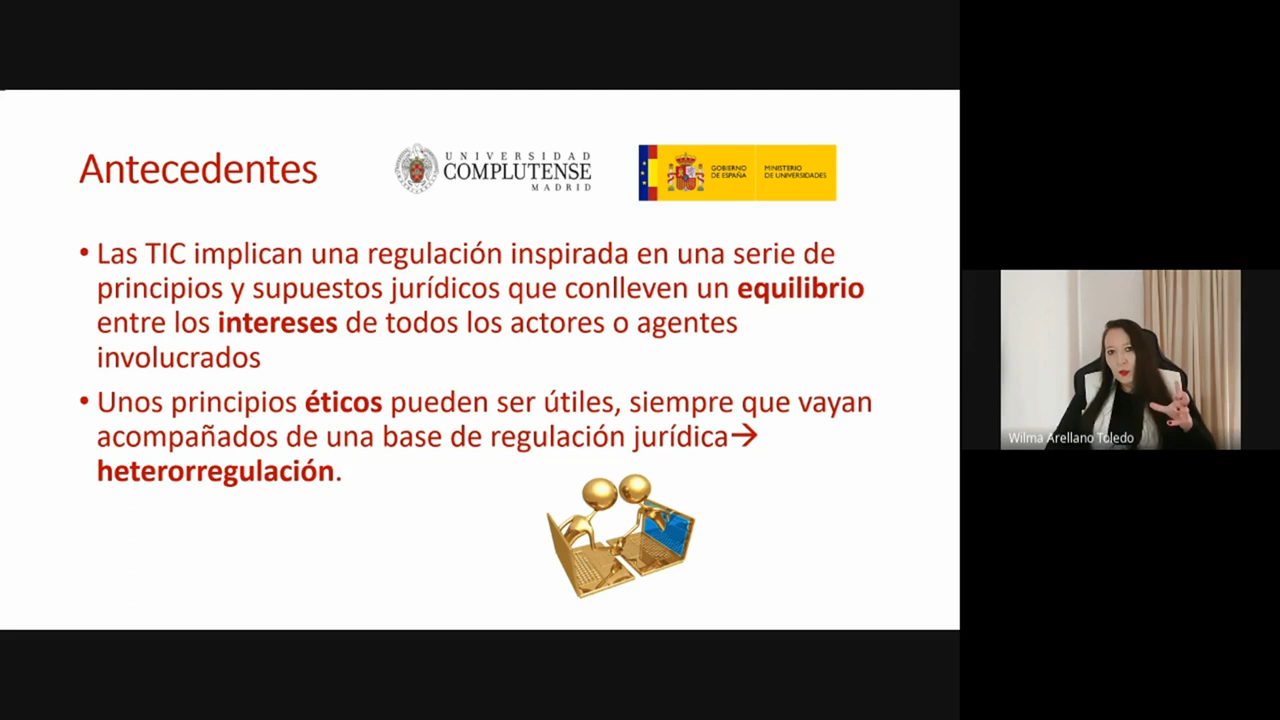 Antecedentes
UNIVERSIDAD
COMPLUTENSE
MADRID
GOBIERNO
DE ESPAÑA
MINISTERIO
DE UNIVERSIDADES
• Las TIC implican una regulación inspirada en una serie de
principios y supuestos jurídicos que conlleven un equilibrio
entre los intereses de todos los actores o agentes
involucrados
• Unos principios éticos pueden ser útiles, siempre que vayan
acompañados de una base de regulación jurídica→
heterorregulación.
Wilma Arellano Toledo